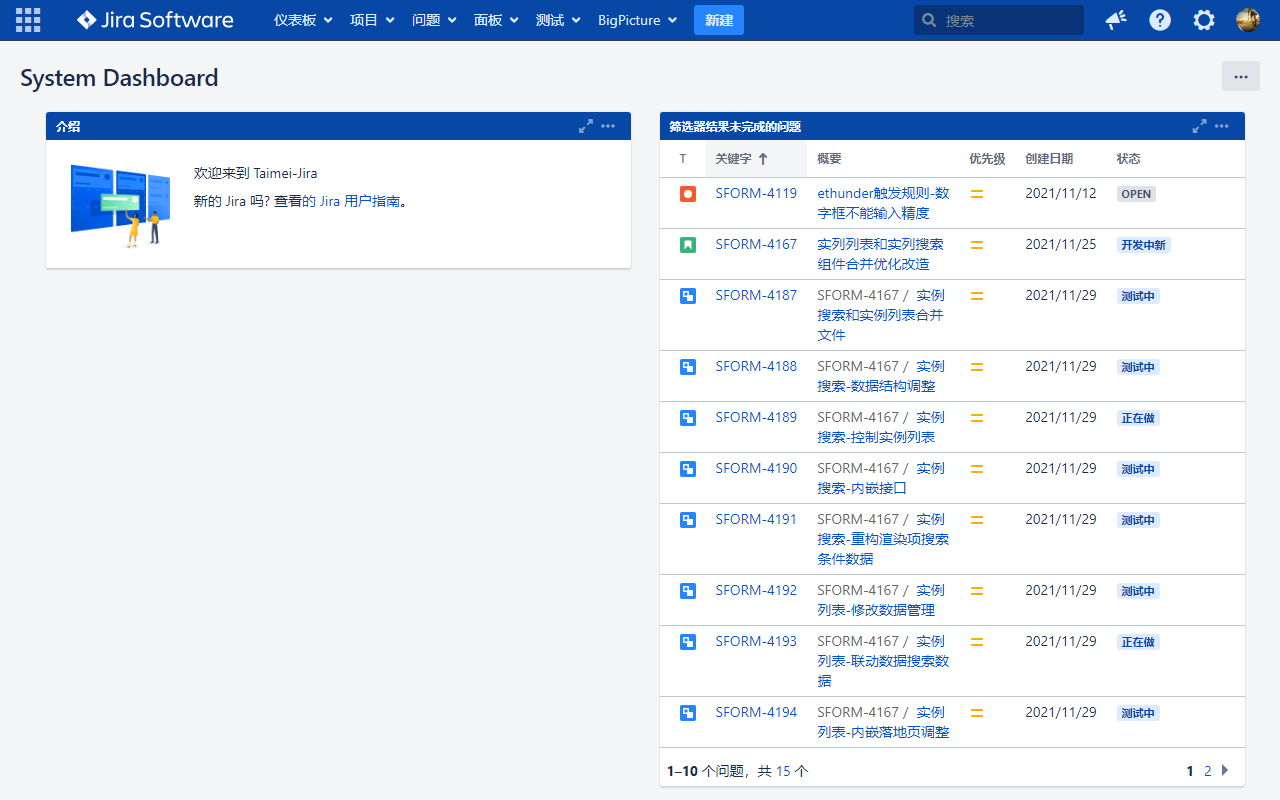 Jira Software 仪表板 项目 问题 面板 测试 BigPicture 新建 搜索
System Dashboard
介绍
欢迎来到 Taimei-Jira
新的 Jira 吗? 查看的 Jira 用户指南。
筛选器结果未完成的问题
T 关键字 概要 优先级 创建日期 状态
SFORM-4119 ethunder触发规则-数 2021/11/12 OPEN
字框不能输入精度
SFORM-4167 实列列表和实列搜索 2021/11/25 开发中新
组件合并优化改造
SFORM-4187 SFORM-4167 / 实例 2021/11/29 测试中
搜索和实例列表合并
文件
SFORM-4188 SFORM-4167 / 实例 2021/11/29 测试中
搜索-数据结构调整
SFORM-4189 SFORM-4167 / 实例 2021/11/29 正在做
搜索-控制实例列表
SFORM-4190 SFORM-4167 / 实例 2021/11/29 测试中
搜索-内嵌接口
SFORM-4191 SFORM-4167 / 实例 2021/11/29 测试中
搜索-重构渲染项搜索
条件数据
SFORM-4192 SFORM-4167 / 实例 2021/11/29 测试中
列表-修改数据管理
SFORM-4193 SFORM-4167 / 实例 2021/11/29 正在做
列表-联动数据搜索数
据
SFORM-4194 SFORM-4167 / 实例 2021/11/29 测试中
列表-内嵌落地页调整
1–10 个问题，共 15 个 1 2